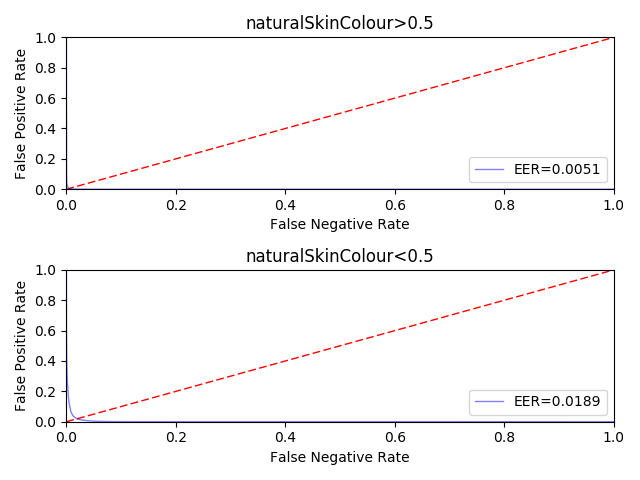 naturalSkinColour>0.5
1.0
0.8
0.6
0.4
0.2
0.0
False Positive Rate
EER=0.0051
0.0 0.2 0.4 0.6 0.8 1.0
False Negative Rate
naturalSkinColour<0.5
1.0
0.8
0.6
0.4
0.2
0.0
False Positive Rate
EER=0.0189
0.0 0.2 0.4 0.6 0.8 1.0
False Negative Rate